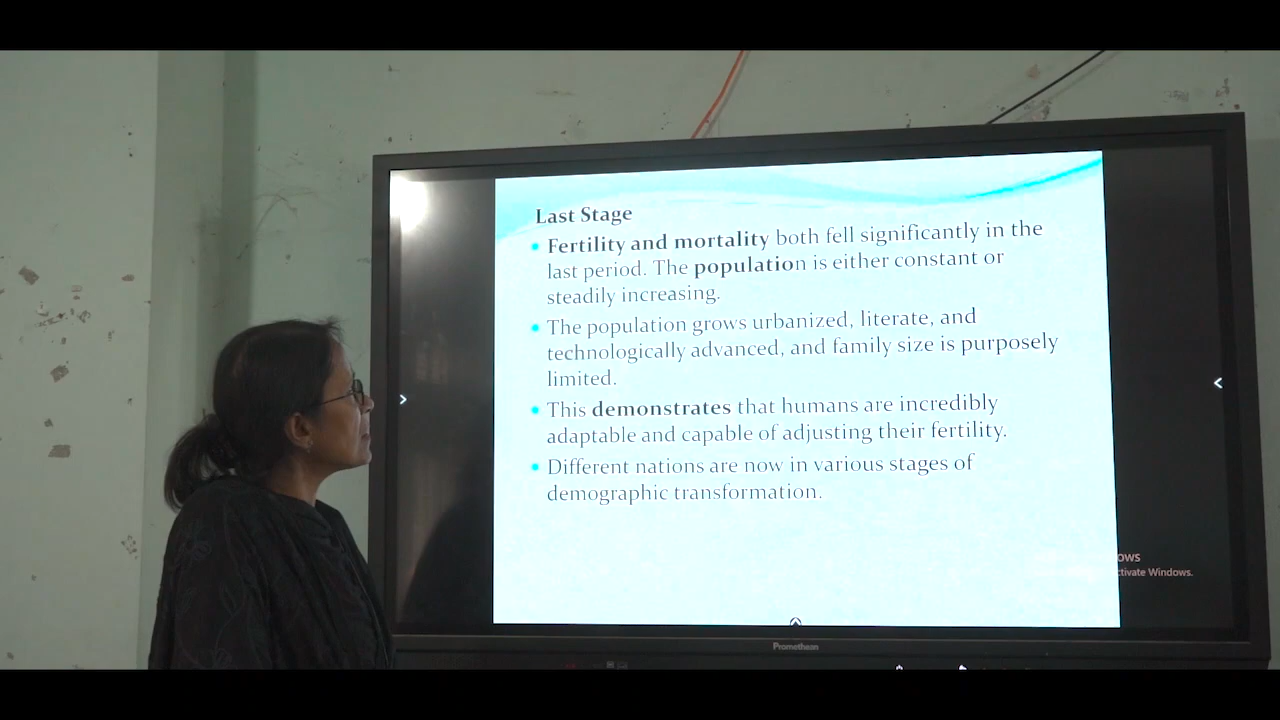 Last Stage
Fertility and mortality both fell significantly in the
last period. The population is either constant or
steadily increasing.
The population grows urbanized, literate, and
technologically advanced, and family size is purposely
limited.
This demonstrates that humans are incredibly
adaptable and capable of adjusting their fertility.
Different nations are now in various stages of
demographic transformation.
ows
ctivate Windows.
Promethean